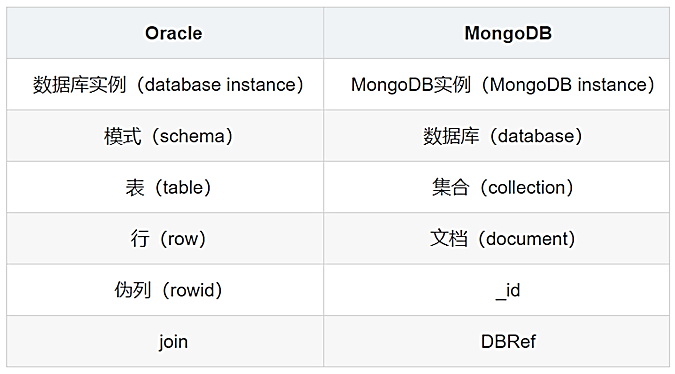 Oracle MongoDB
数据库实例（database instance） MongoDB实例（MongoDB instance）
模式（schema） 数据库（database）
表（table） 集合（collection）
行（row） 文档（document）
伪列（rowid） _id
join DBRef